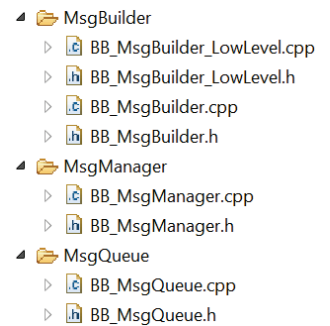 MsgBuilder
BB_MsgBuilder_LowLevel.cpp
BB_MsgBuilder_LowLevel.h
BB_MsgBuilder.cpp
BB_MsgBuilder.h
MsgManager
BB_MsgManager.cpp
BB_MsgManager.h
MsgQueue
BB_MsgQueue.cpp
BB_MsgQueue.h